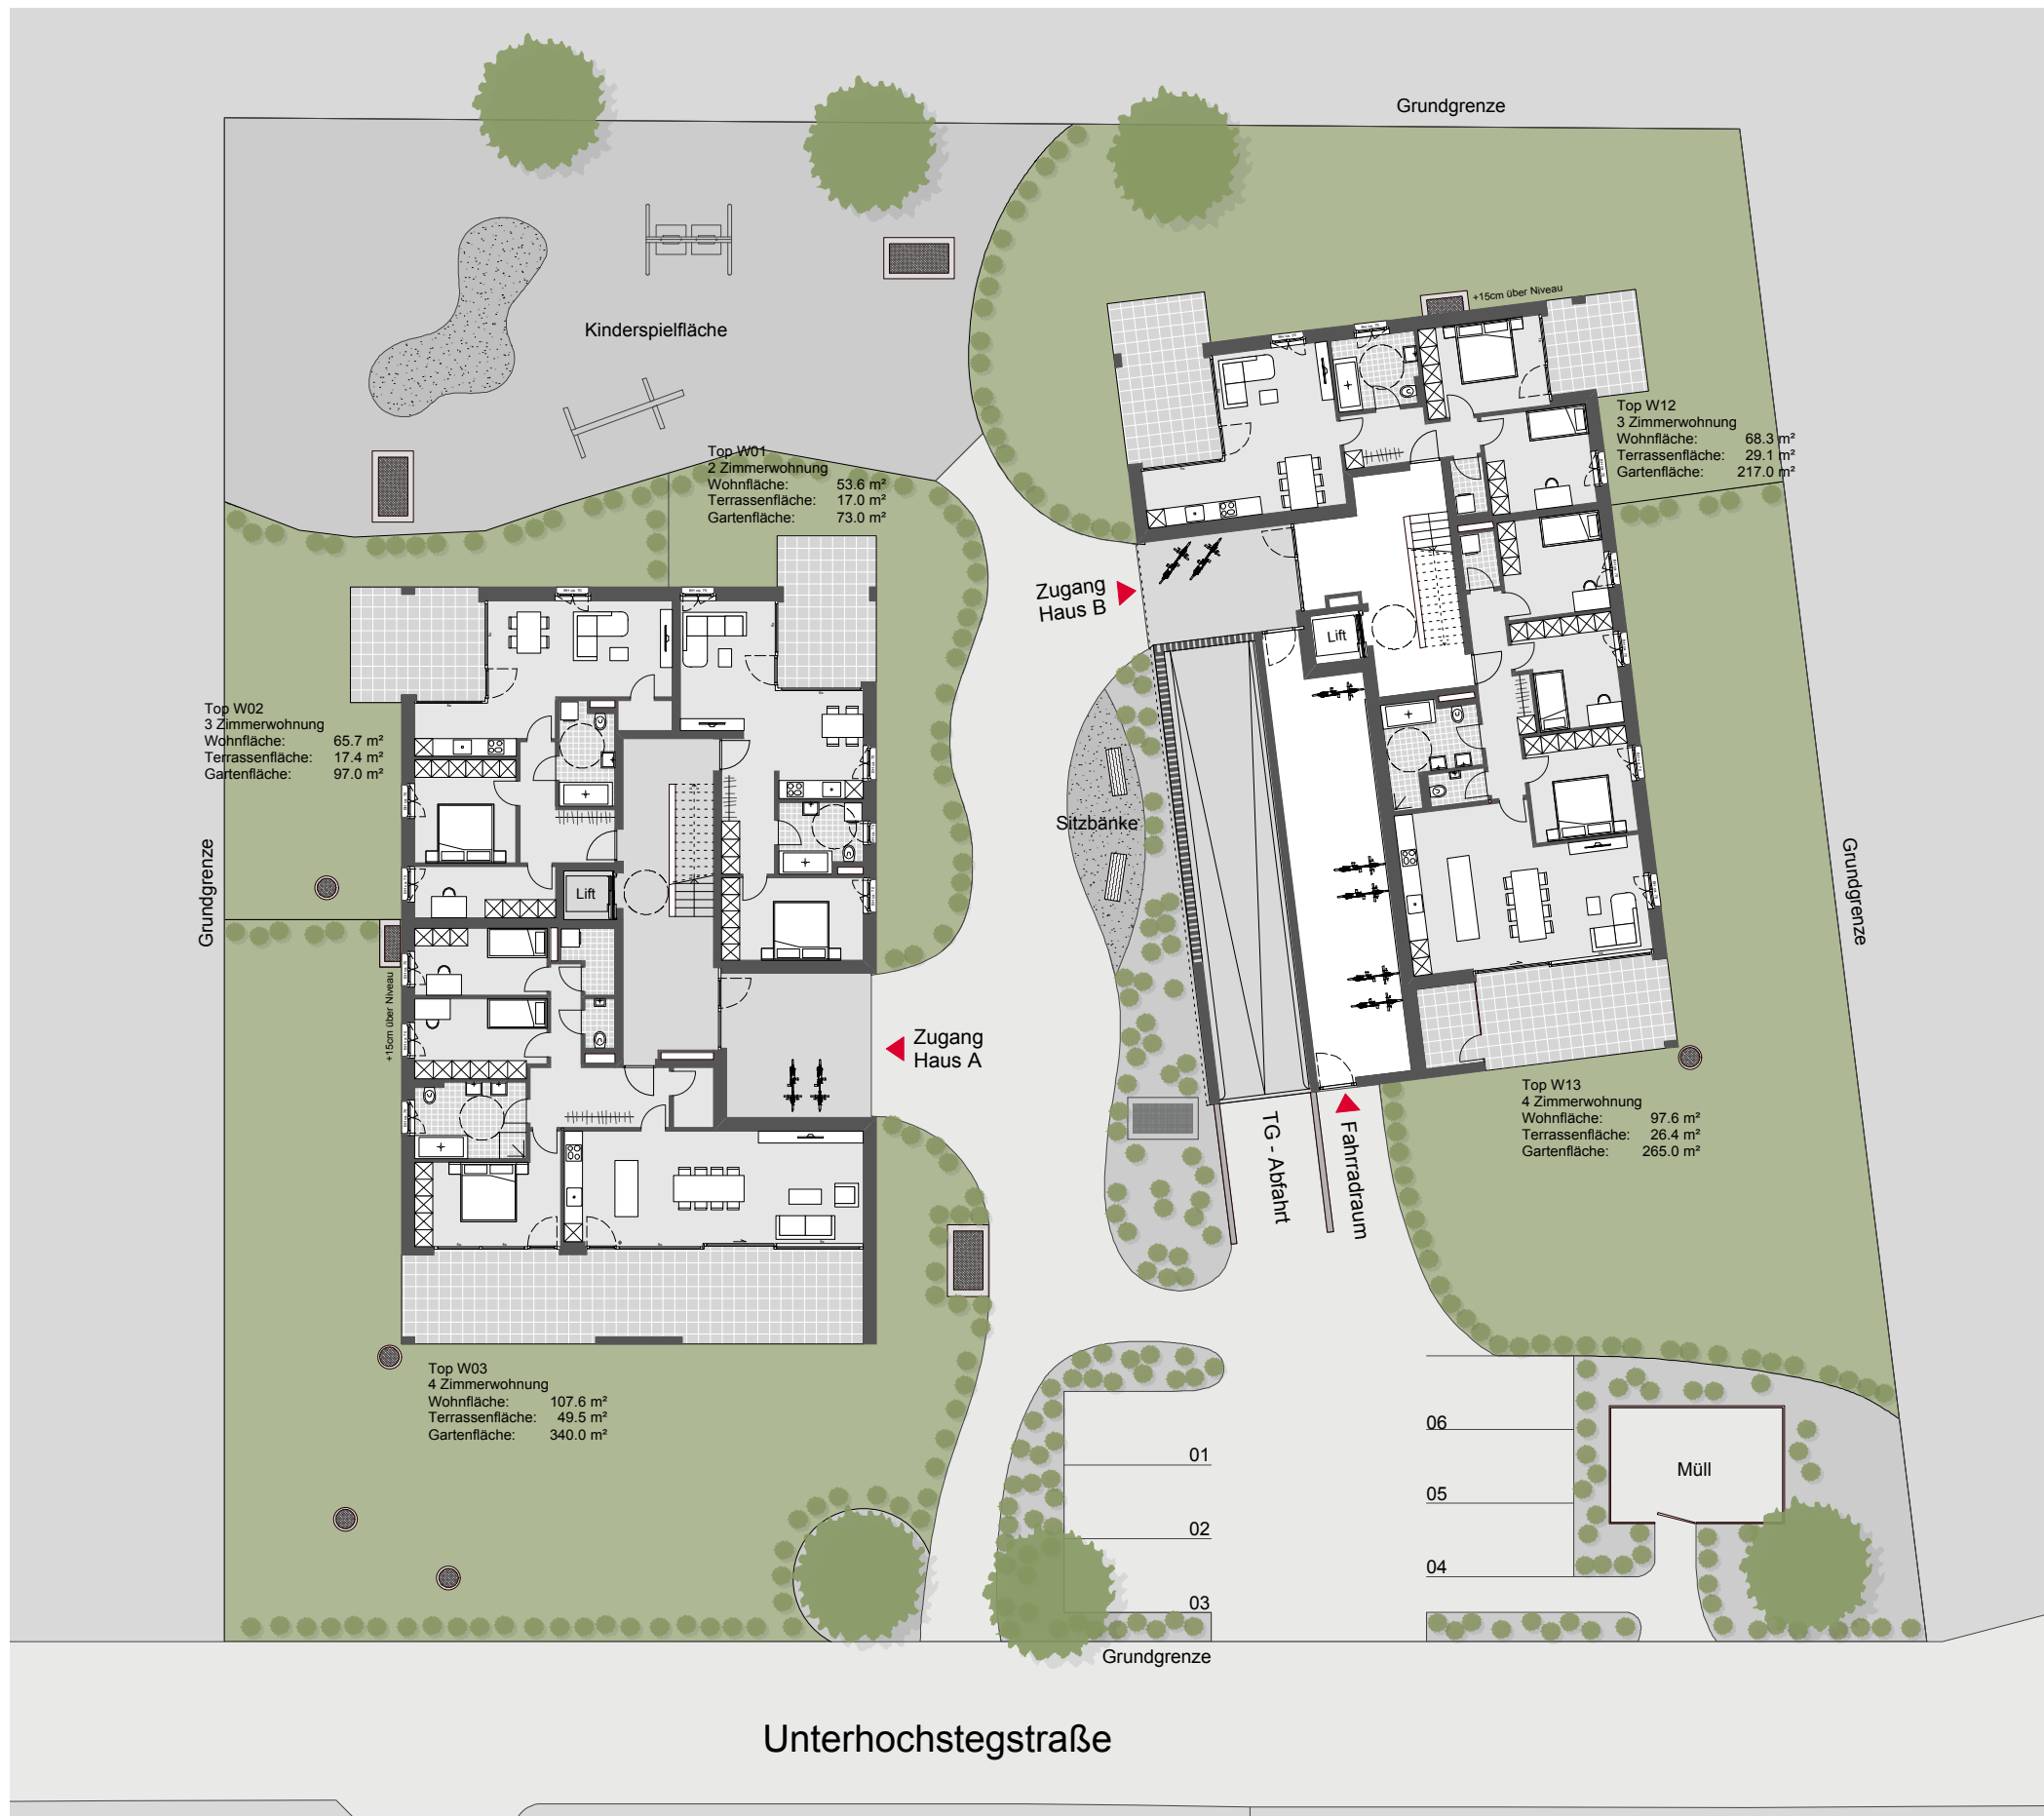 Grundgrenze
+15cm über Niveau
Kinderspielfläche
Top W12
3 Zimmerwohnung
Wohnfläche: 68.3 m²
Terrassenfläche: 29.1 m²
Gartenfläche: 217.0 m²
Top W01
2 Zimmerwohnung
Wohnfläche: 53.6 m²
Terrassenfläche: 17.0 m²
Gartenfläche: 73.0 m²
Zugang
Haus B
Lift
Top W02
3 Zimmerwohnung
Wohnfläche: 65.7 m²
Terrassenfläche: 17.4 m²
Gartenfläche: 97.0 m²
Sitzbänke
Grundgrenze
Lift
Grundgrenze
+15cm über Niveau
Zugang
Haus A
Top W13
4 Zimmerwohnung
Wohnfläche: 97.6 m²
Terrassenfläche: 26.4 m²
Gartenfläche: 265.0 m²
TG - Abfahrt
Fahrradraum
Top W03
4 Zimmerwohnung
Wohnfläche: 107.6 m²
Terrassenfläche: 49.5 m²
Gartenfläche: 340.0 m²
01
02
03
06
05
04
Müll
Grundgrenze
Unterhochstegstraße